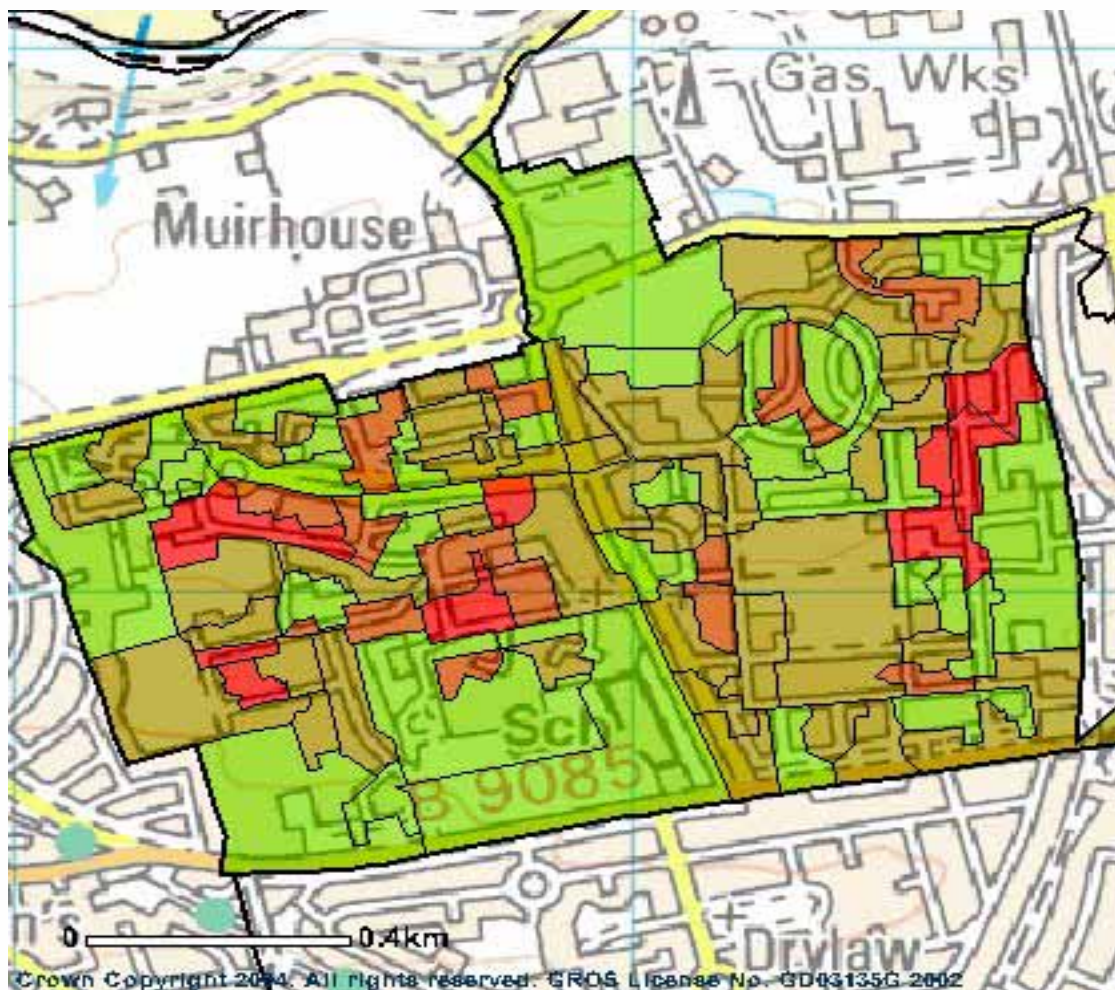 Gas Wks
Muirhouse
Sch
B 9085
n's
0 0.4km
Drylaw
Crown Copyright 2004. All rights reserved. GROS License No. GD03135G 2002